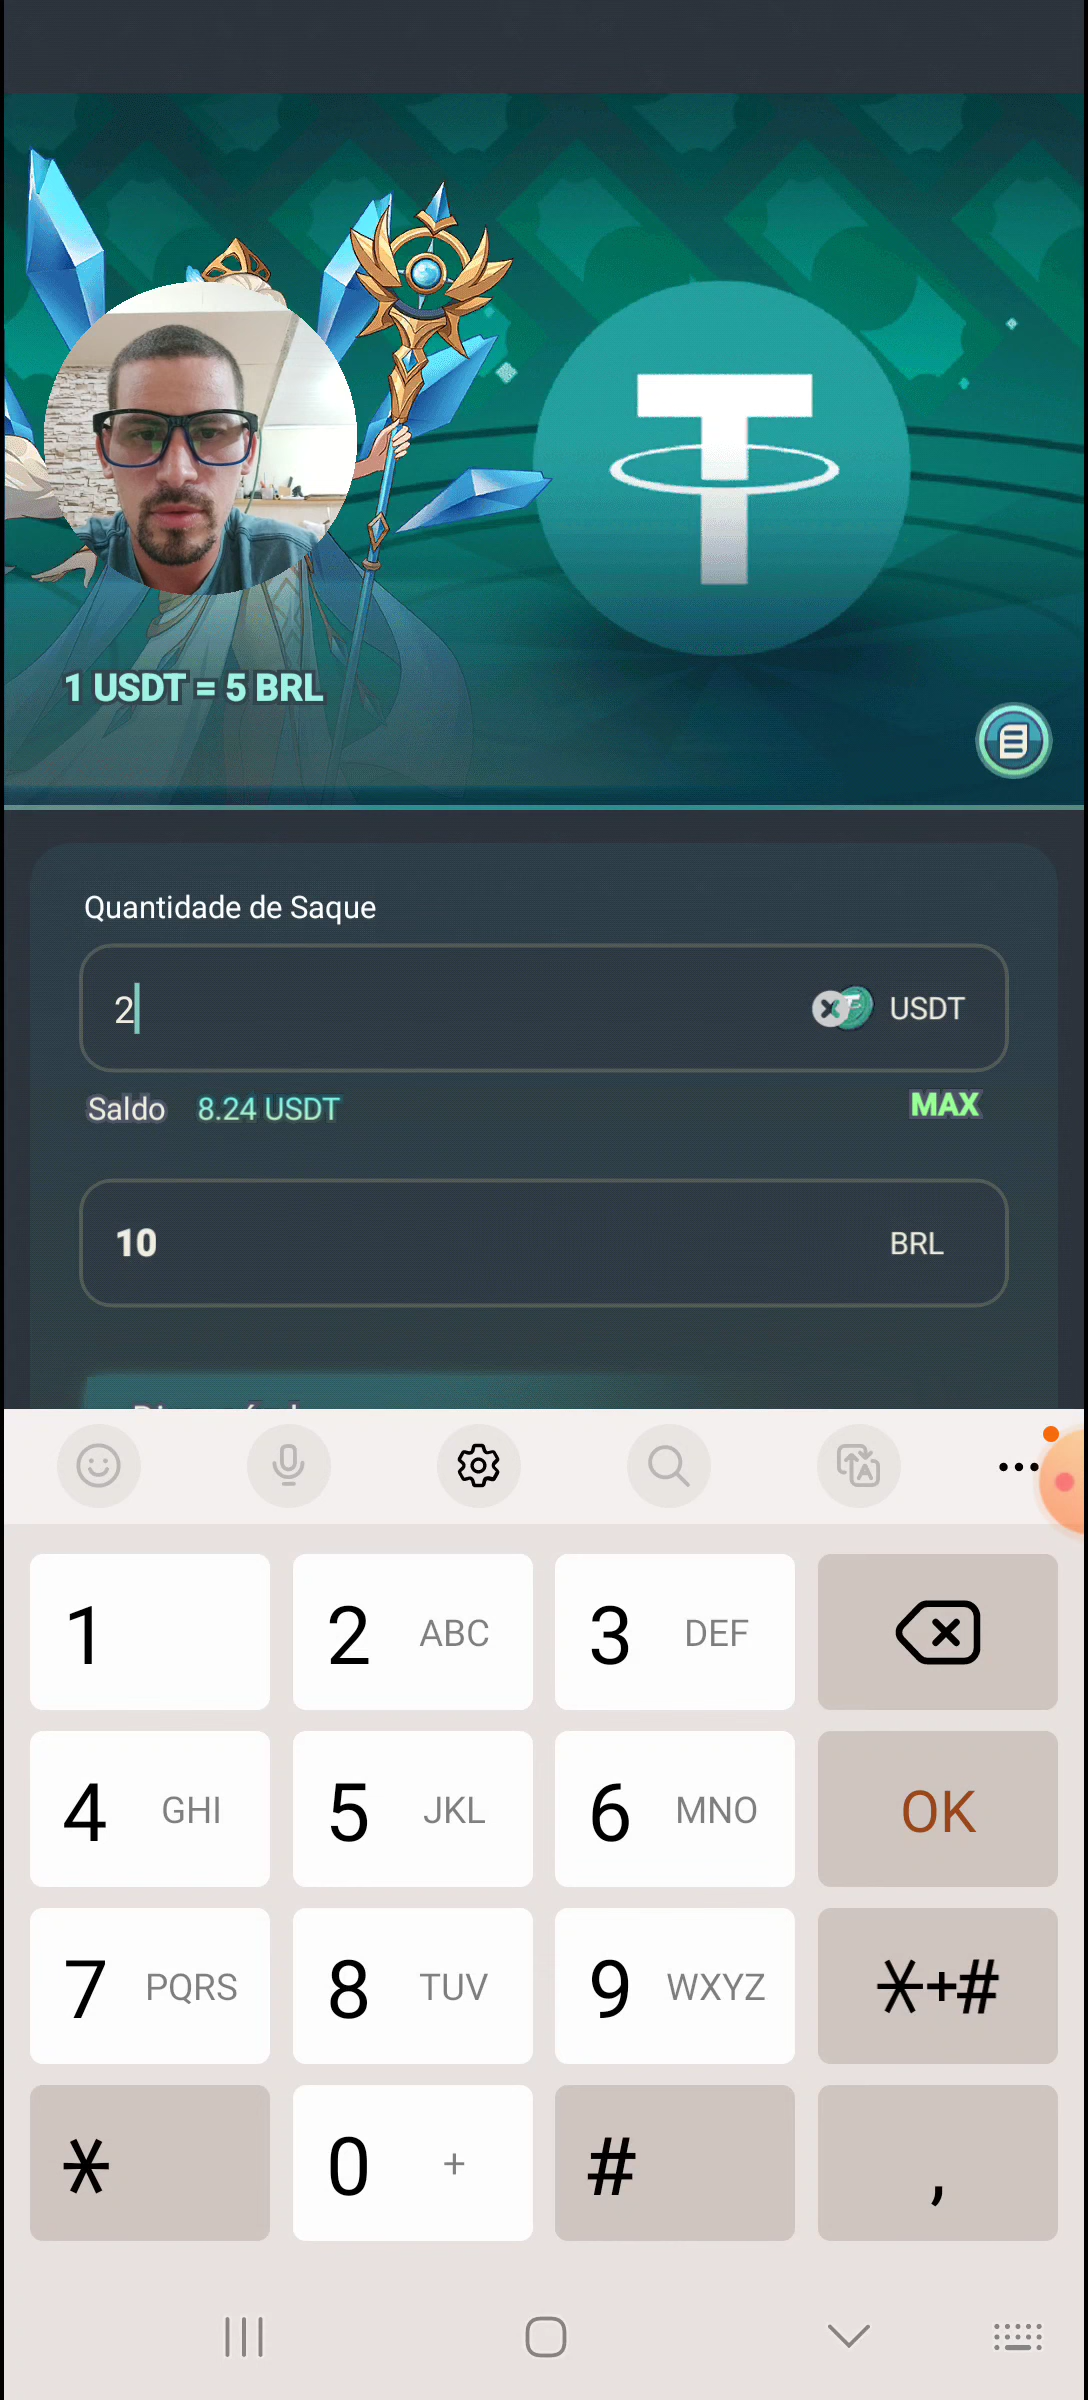 1 USDT = 5 BRL
Quantidade de Saque
2 USDT
Saldo 8.24 USDT MAX
10 BRL
1 2 ABC 3 DEF
4 GHI 5 JKL 6 MNO OK
7 PQRS 8 TUV 9 WXYZ *+#
* 0 + # ,